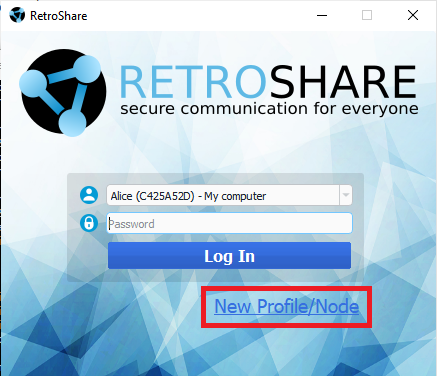 RetroShare
RETROSHARE
secure communication for everyone
Alice (C425A52D) - My computer
Password
Log In
New Profile/Node